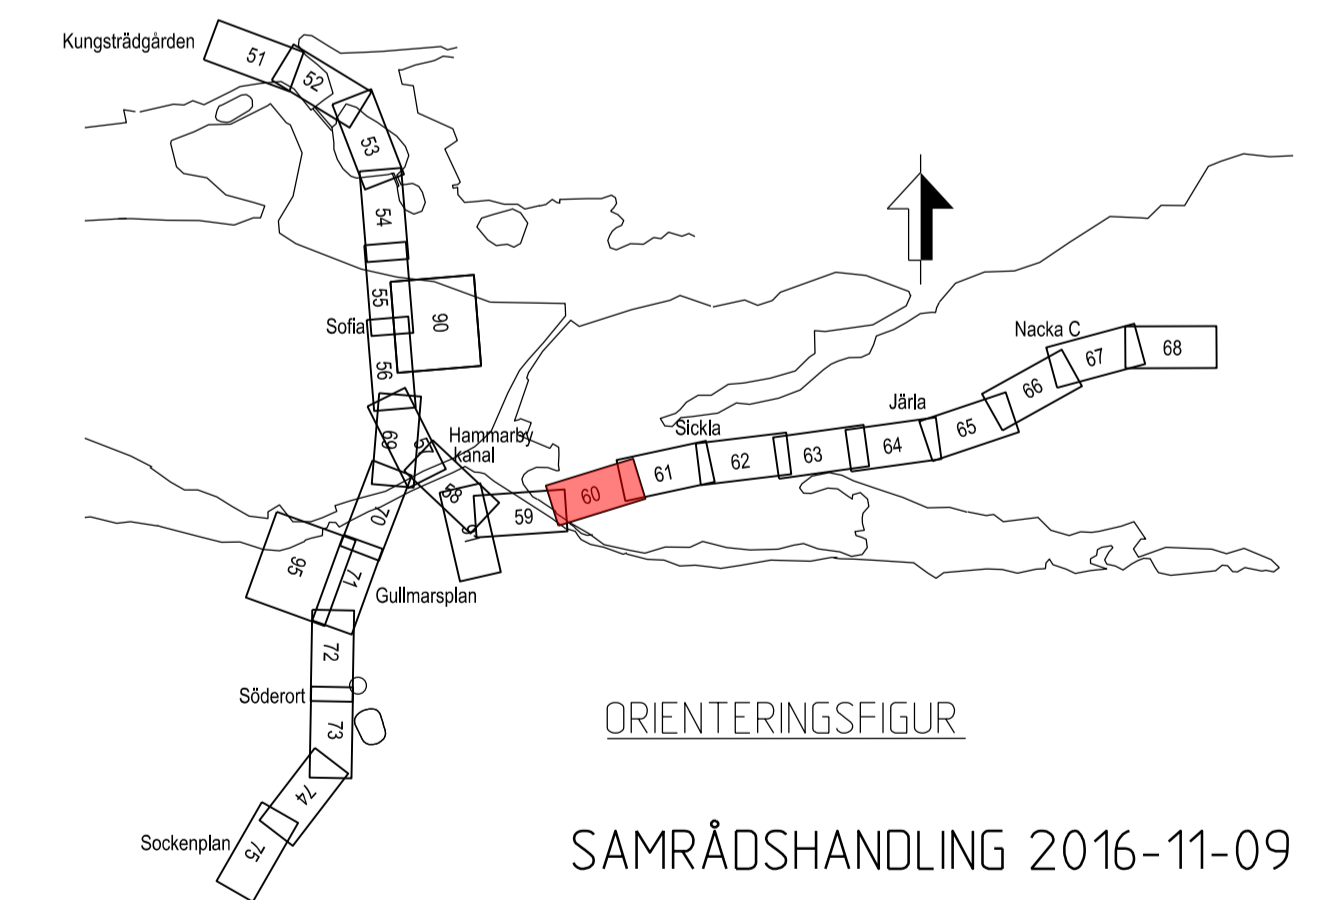 Kungsträdgården
51
52
53
54
55
Sofia
90
56
Nacka C
67
68
66
Järla
65
64
63
62
Sickla
61
60
59
Hammarby
kanal
69
57
58
70
71
95
Gullmarsplan
72
Söderort
73
74
Sockenplan
75
ORIENTERINGSFIGUR
SAMRÅDSHANDLING 2016-11-09